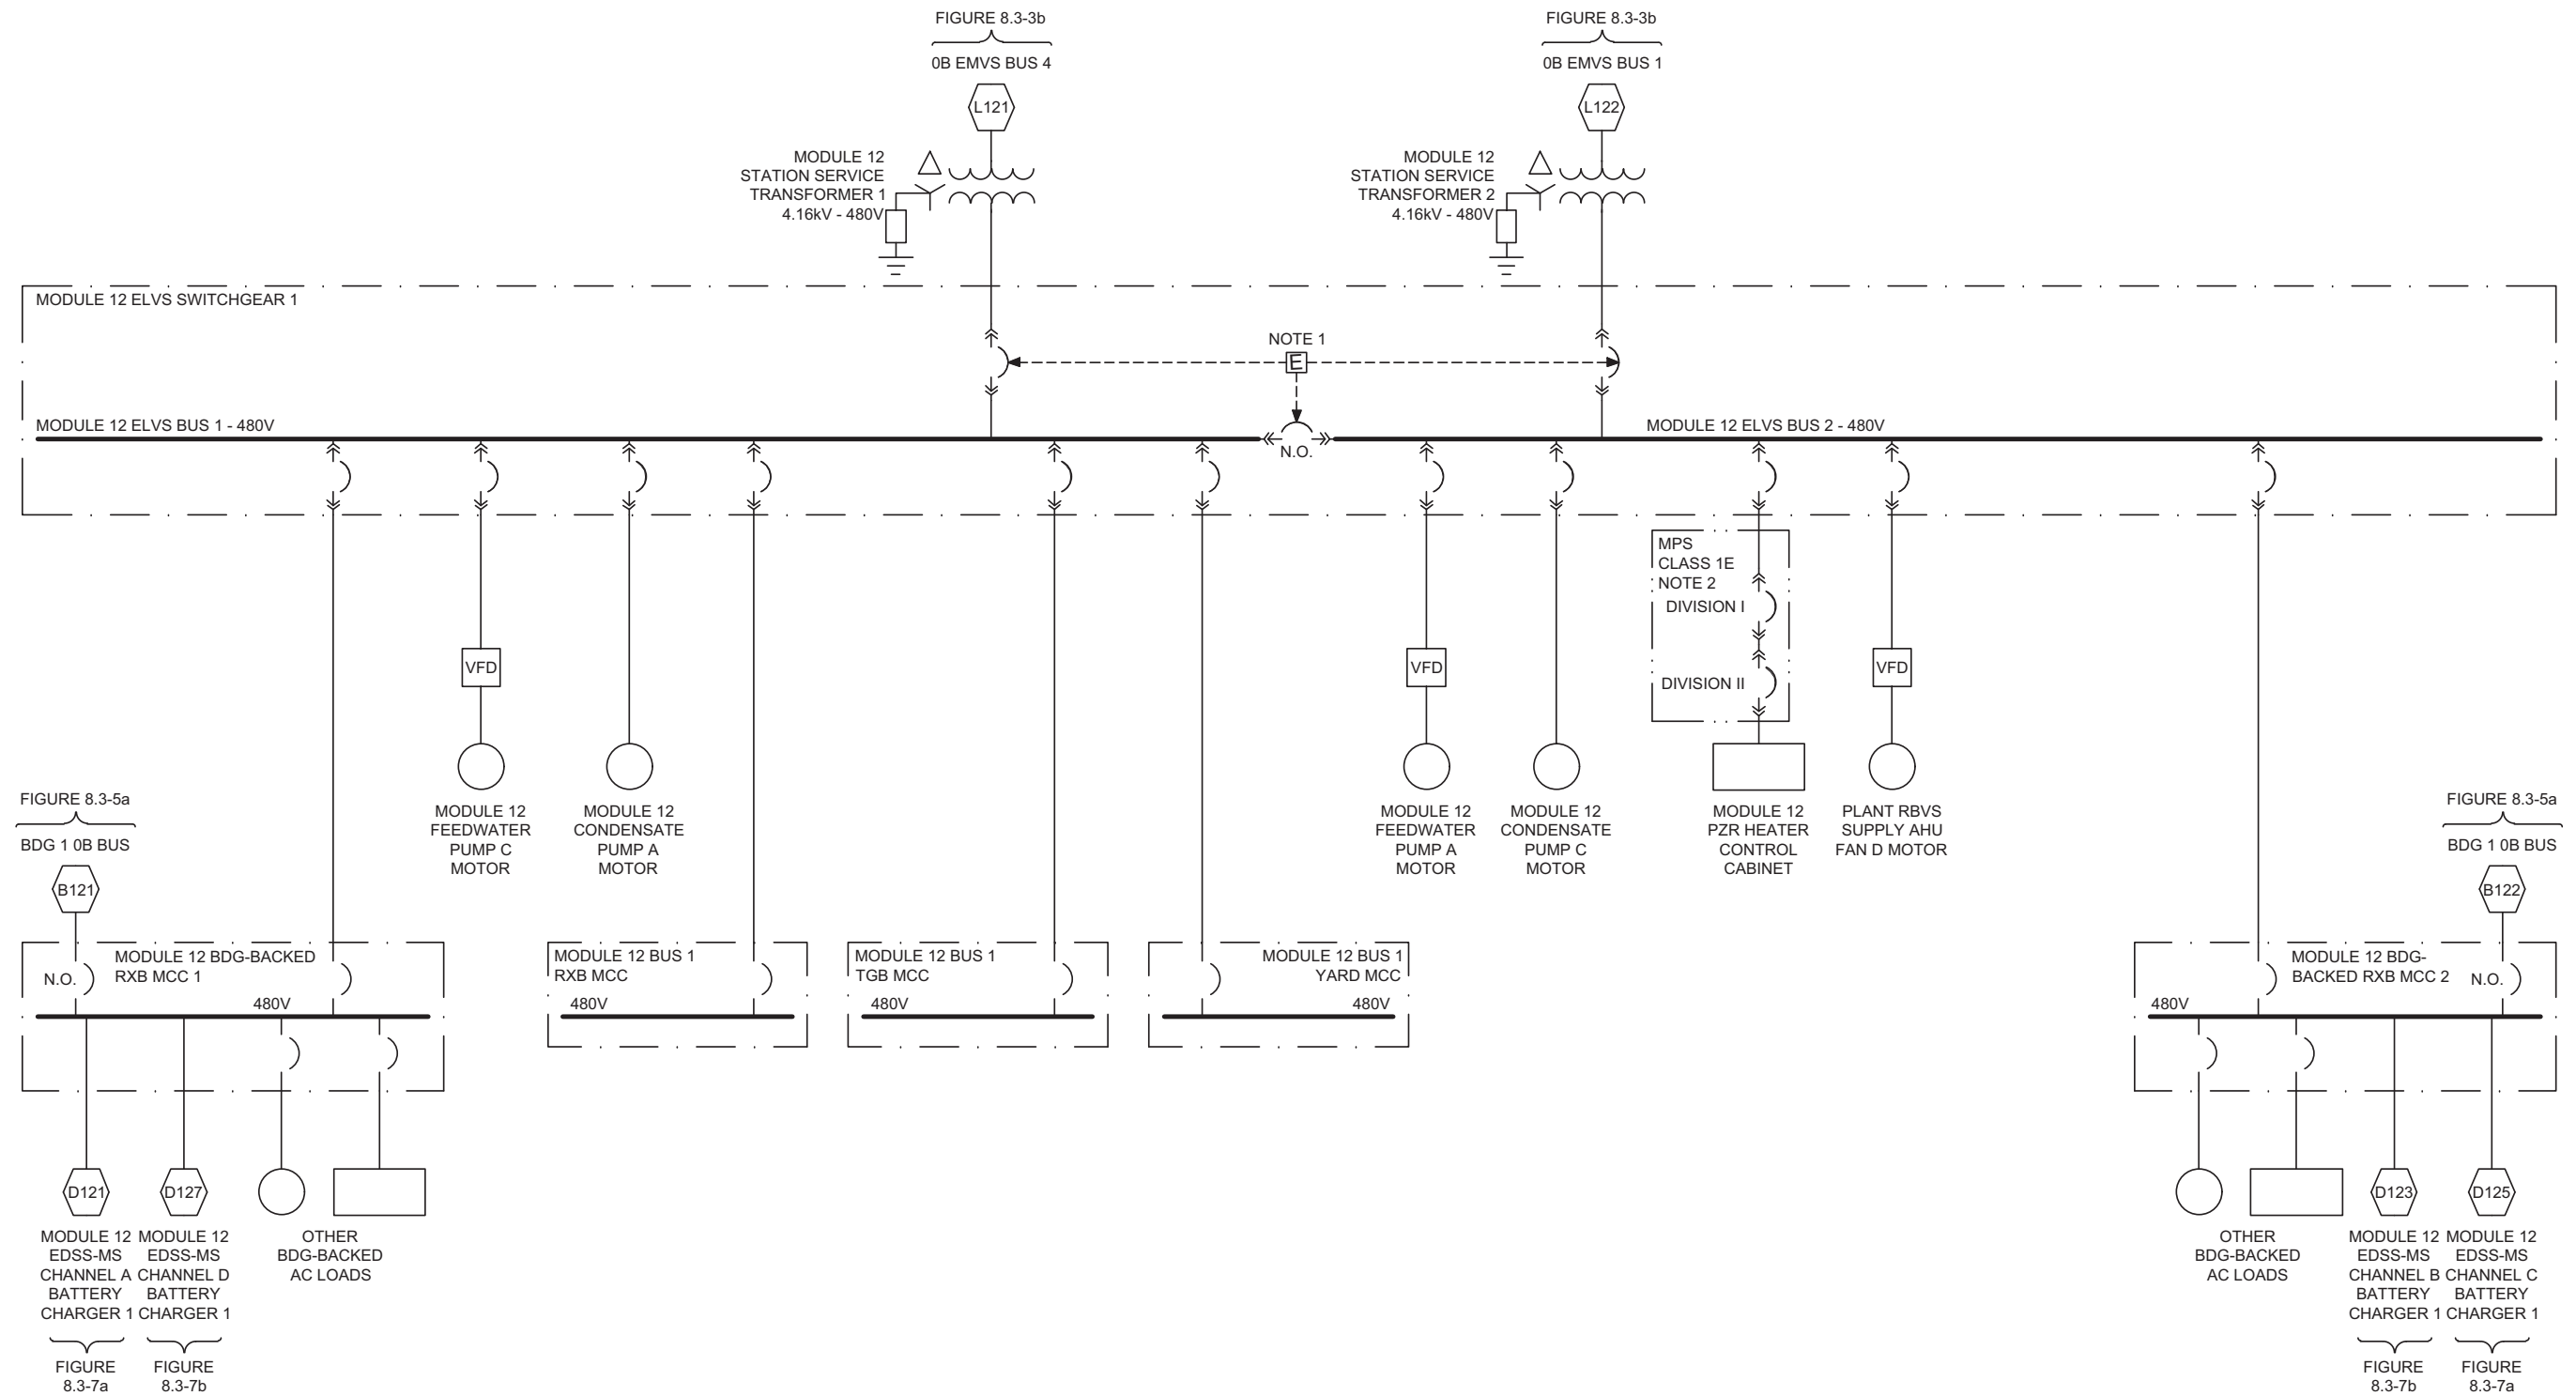 FIGURE 8.3-3b
0B EMVS BUS 4
L121
MODULE 12
STATION SERVICE
TRANSFORMER 1
4.16kV - 480V
FIGURE 8.3-3b
0B EMVS BUS 1
L122
MODULE 12
STATION SERVICE
TRANSFORMER 2
4.16kV - 480V
MODULE 12 ELVS SWITCHGEAR 1
NOTE 1
E
MODULE 12 ELVS BUS 1 - 480V
N.O.
MODULE 12 ELVS BUS 2 - 480V
VFD
MODULE 12
FEEDWATER
PUMP C
MOTOR
MODULE 12
CONDENSATE
PUMP A
MOTOR
VFD
MODULE 12
FEEDWATER
PUMP A
MOTOR
MODULE 12
CONDENSATE
PUMP C
MOTOR
MPS
CLASS 1E
NOTE 2
DIVISION I
DIVISION II
MODULE 12
PZR HEATER
CONTROL
CABINET
VFD
PLANT RBVS
SUPPLY AHU
FAN D MOTOR
FIGURE 8.3-5a
BDG 1 0B BUS
B121
N.O.
MODULE 12 BDG-BACKED
RXB MCC 1
480V
MODULE 12 BUS 1
RXB MCC
480V
MODULE 12 BUS 1
TGB MCC
480V
MODULE 12 BUS 1
YARD MCC
480V
FIGURE 8.3-5a
BDG 1 0B BUS
B122
MODULE 12 BDG-
BACKED RXB MCC 2
N.O.
480V
D121
MODULE 12
EDSS-MS
CHANNEL A
BATTERY
CHARGER 1
FIGURE
8.3-7a
D127
MODULE 12
EDSS-MS
CHANNEL D
BATTERY
CHARGER 1
FIGURE
8.3-7b
OTHER
BDG-BACKED
AC LOADS
OTHER
BDG-BACKED
AC LOADS
D123
MODULE 12
EDSS-MS
CHANNEL B
BATTERY
CHARGER 1
FIGURE
8.3-7b
D125
MODULE 12
EDSS-MS
CHANNEL C
BATTERY
CHARGER 1
FIGURE
8.3-7a